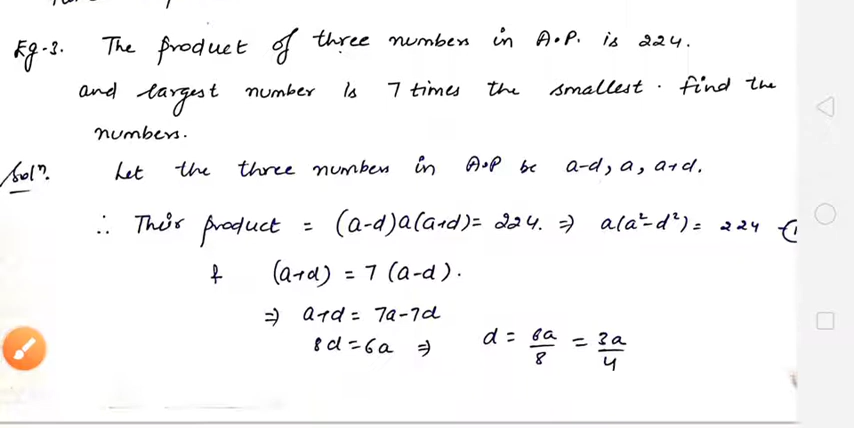 Eg-3. The product of three numbers in A.P. is 224.
and largest number is 7 times the smallest. find the
numbers.
Solⁿ. Let the three numbers in A.P be a-d, a, a+d.
∴ Their product = (a-d)a(a+d)= 224. ⇒ a(a²-d²)= 224 -(1
& (a+d) = 7 (a-d).
⇒ a+d = 7a-7d
8d = 6a ⇒ d = 6a/8 = 3a/4